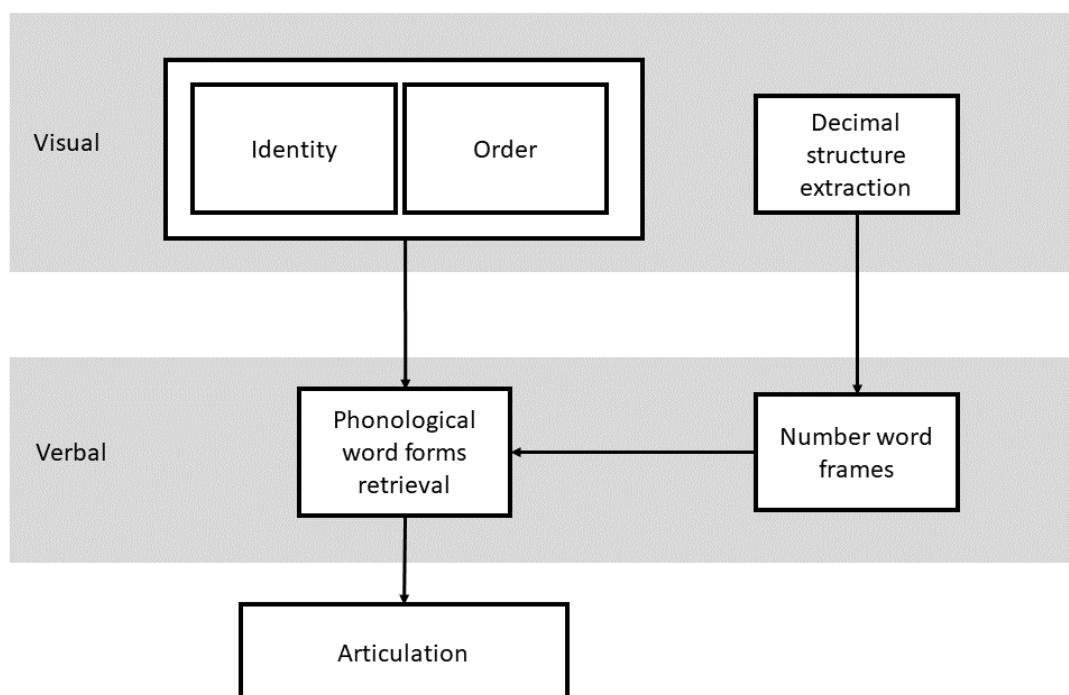 Visual
Identity
Order
Decimal
structure
extraction
Verbal
Phonological
word forms
retrieval
Number word
frames
Articulation